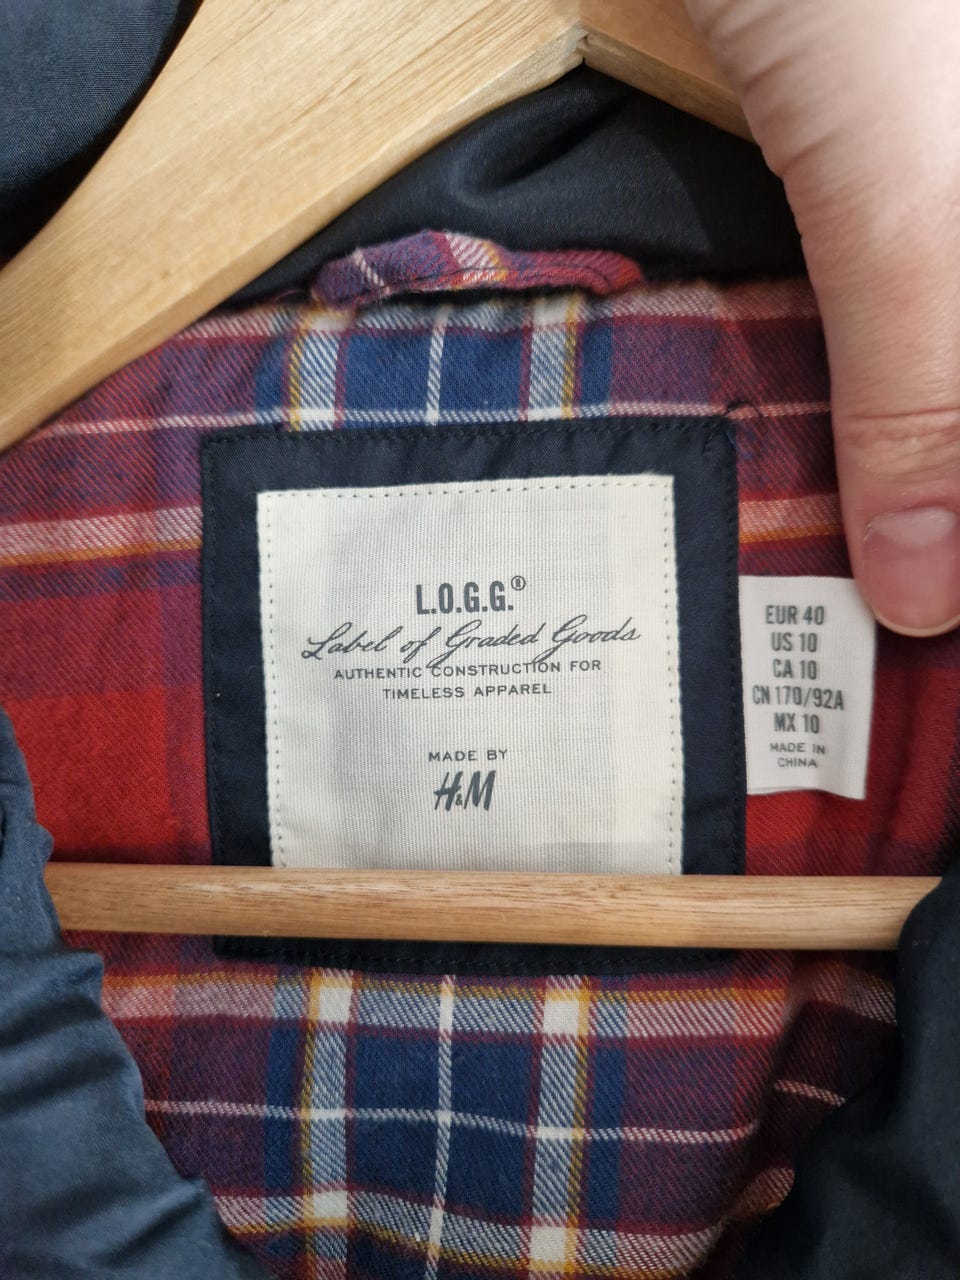 L.O.G.G.®
Label of Graded Goods
AUTHENTIC CONSTRUCTION FOR
TIMELESS APPAREL
MADE BY
H&M
EUR 40
US 10
CA 10
CN 170/92A
MX 10
MADE IN
CHINA